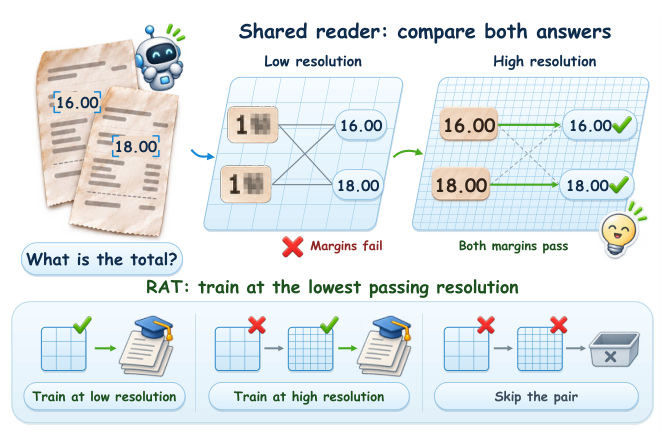 Shared reader: compare both answers
Low resolution
High resolution
16.00
18.00
1
16.00
1
18.00
16.00
16.00
18.00
18.00
Margins fail
Both margins pass
What is the total?
RAT: train at the lowest passing resolution
Train at low resolution
Train at high resolution
Skip the pair